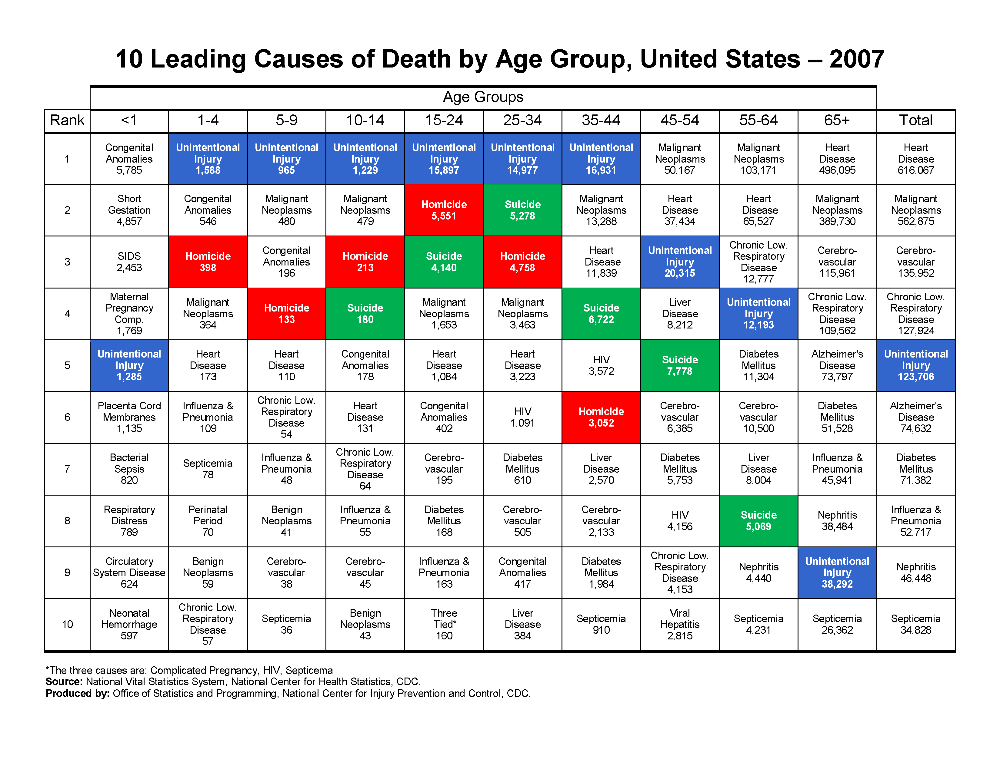 10 Leading Causes of Death by Age Group, United States – 2007
Age Groups
Rank <1 1-4 5-9 10-14 15-24 25-34 35-44 45-54 55-64 65+ Total
1
Congenital
Anomalies
5,785
Unintentional
Injury
1,588
Unintentional
Injury
965
Unintentional
Injury
1,229
Unintentional
Injury
15,897
Unintentional
Injury
14,977
Unintentional
Injury
16,931
Malignant
Neoplasms
50,167
Malignant
Neoplasms
103,171
Heart
Disease
496,095
Heart
Disease
616,067
2
Short
Gestation
4,857
Congenital
Anomalies
546
Malignant
Neoplasms
480
Malignant
Neoplasms
479
Homicide
5,551
Suicide
5,278
Malignant
Neoplasms
13,288
Heart
Disease
37,434
Heart
Disease
65,527
Malignant
Neoplasms
389,730
Malignant
Neoplasms
562,875
3
SIDS
2,453
Homicide
398
Congenital
Anomalies
196
Homicide
213
Suicide
4,140
Homicide
4,758
Heart
Disease
11,839
Unintentional
Injury
20,315
Chronic Low.
Respiratory
Disease
12,777
Cerebro-
vascular
115,961
Cerebro-
vascular
135,952
4
Maternal
Pregnancy
Comp.
1,769
Malignant
Neoplasms
364
Homicide
133
Suicide
180
Malignant
Neoplasms
1,653
Malignant
Neoplasms
3,463
Suicide
6,722
Liver
Disease
8,212
Unintentional
Injury
12,193
Chronic Low.
Respiratory
Disease
109,562
Chronic Low.
Respiratory
Disease
127,924
5
Unintentional
Injury
1,285
Heart
Disease
173
Heart
Disease
110
Congenital
Anomalies
178
Heart
Disease
1,084
Heart
Disease
3,223
HIV
3,572
Suicide
7,778
Diabetes
Mellitus
11,304
Alzheimer's
Disease
73,797
Unintentional
Injury
123,706
6
Placenta Cord
Membranes
1,135
Influenza &
Pneumonia
109
Chronic Low.
Respiratory
Disease
54
Heart
Disease
131
Congenital
Anomalies
402
HIV
1,091
Homicide
3,052
Cerebro-
vascular
6,385
Cerebro-
vascular
10,500
Diabetes
Mellitus
51,528
Alzheimer's
Disease
74,632
7
Bacterial
Sepsis
820
Septicemia
78
Influenza &
Pneumonia
48
Chronic Low.
Respiratory
Disease
64
Cerebro-
vascular
195
Diabetes
Mellitus
610
Liver
Disease
2,570
Diabetes
Mellitus
5,753
Liver
Disease
8,004
Influenza &
Pneumonia
45,941
Diabetes
Mellitus
71,382
8
Respiratory
Distress
789
Perinatal
Period
70
Benign
Neoplasms
41
Influenza &
Pneumonia
55
Diabetes
Mellitus
168
Cerebro-
vascular
505
Cerebro-
vascular
2,133
HIV
4,156
Suicide
5,069
Nephritis
38,484
Influenza &
Pneumonia
52,717
9
Circulatory
System Disease
624
Benign
Neoplasms
59
Cerebro-
vascular
38
Cerebro-
vascular
45
Influenza &
Pneumonia
163
Congenital
Anomalies
417
Diabetes
Mellitus
1,984
Chronic Low.
Respiratory
Disease
4,153
Nephritis
4,440
Unintentional
Injury
38,292
Nephritis
46,448
10
Neonatal
Hemorrhage
597
Chronic Low.
Respiratory
Disease
57
Septicemia
36
Benign
Neoplasms
43
Three
Tied*
160
Liver
Disease
384
Septicemia
910
Viral
Hepatitis
2,815
Septicemia
4,231
Septicemia
26,362
Septicemia
34,828
*The three causes are: Complicated Pregnancy, HIV, Septicema
Source: National Vital Statistics System, National Center for Health Statistics, CDC.
Produced by: Office of Statistics and Programming, National Center for Injury Prevention and Control, CDC.